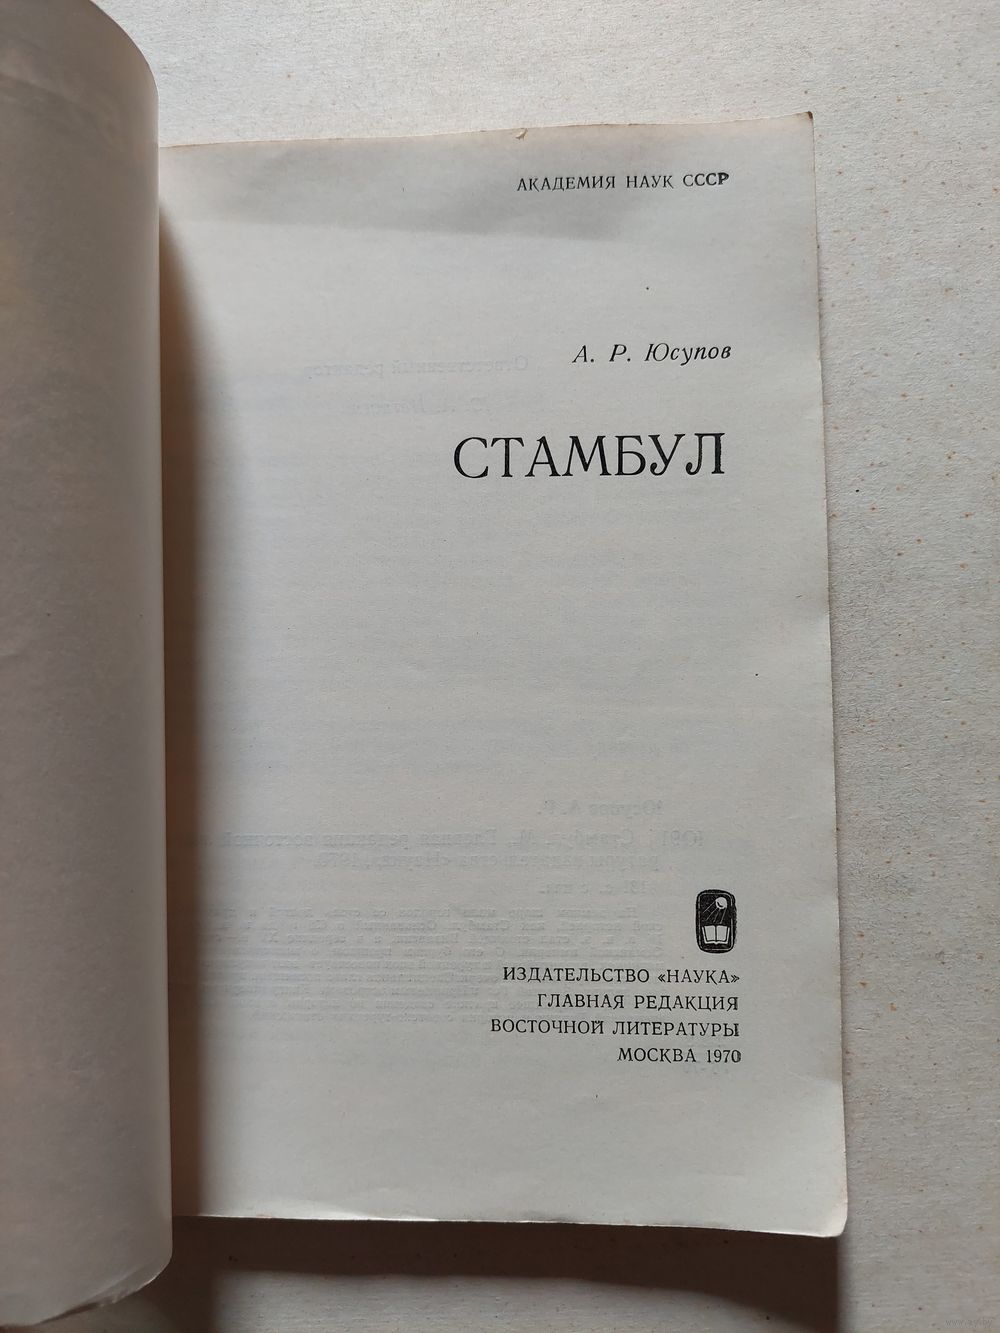 АКАДЕМИЯ НАУК СССР
А. Р. Юсупов
СТАМБУЛ
ИЗДАТЕЛЬСТВО «НАУКА»
ГЛАВНАЯ РЕДАКЦИЯ
ВОСТОЧНОЙ ЛИТЕРАТУРЫ
МОСКВА 1970